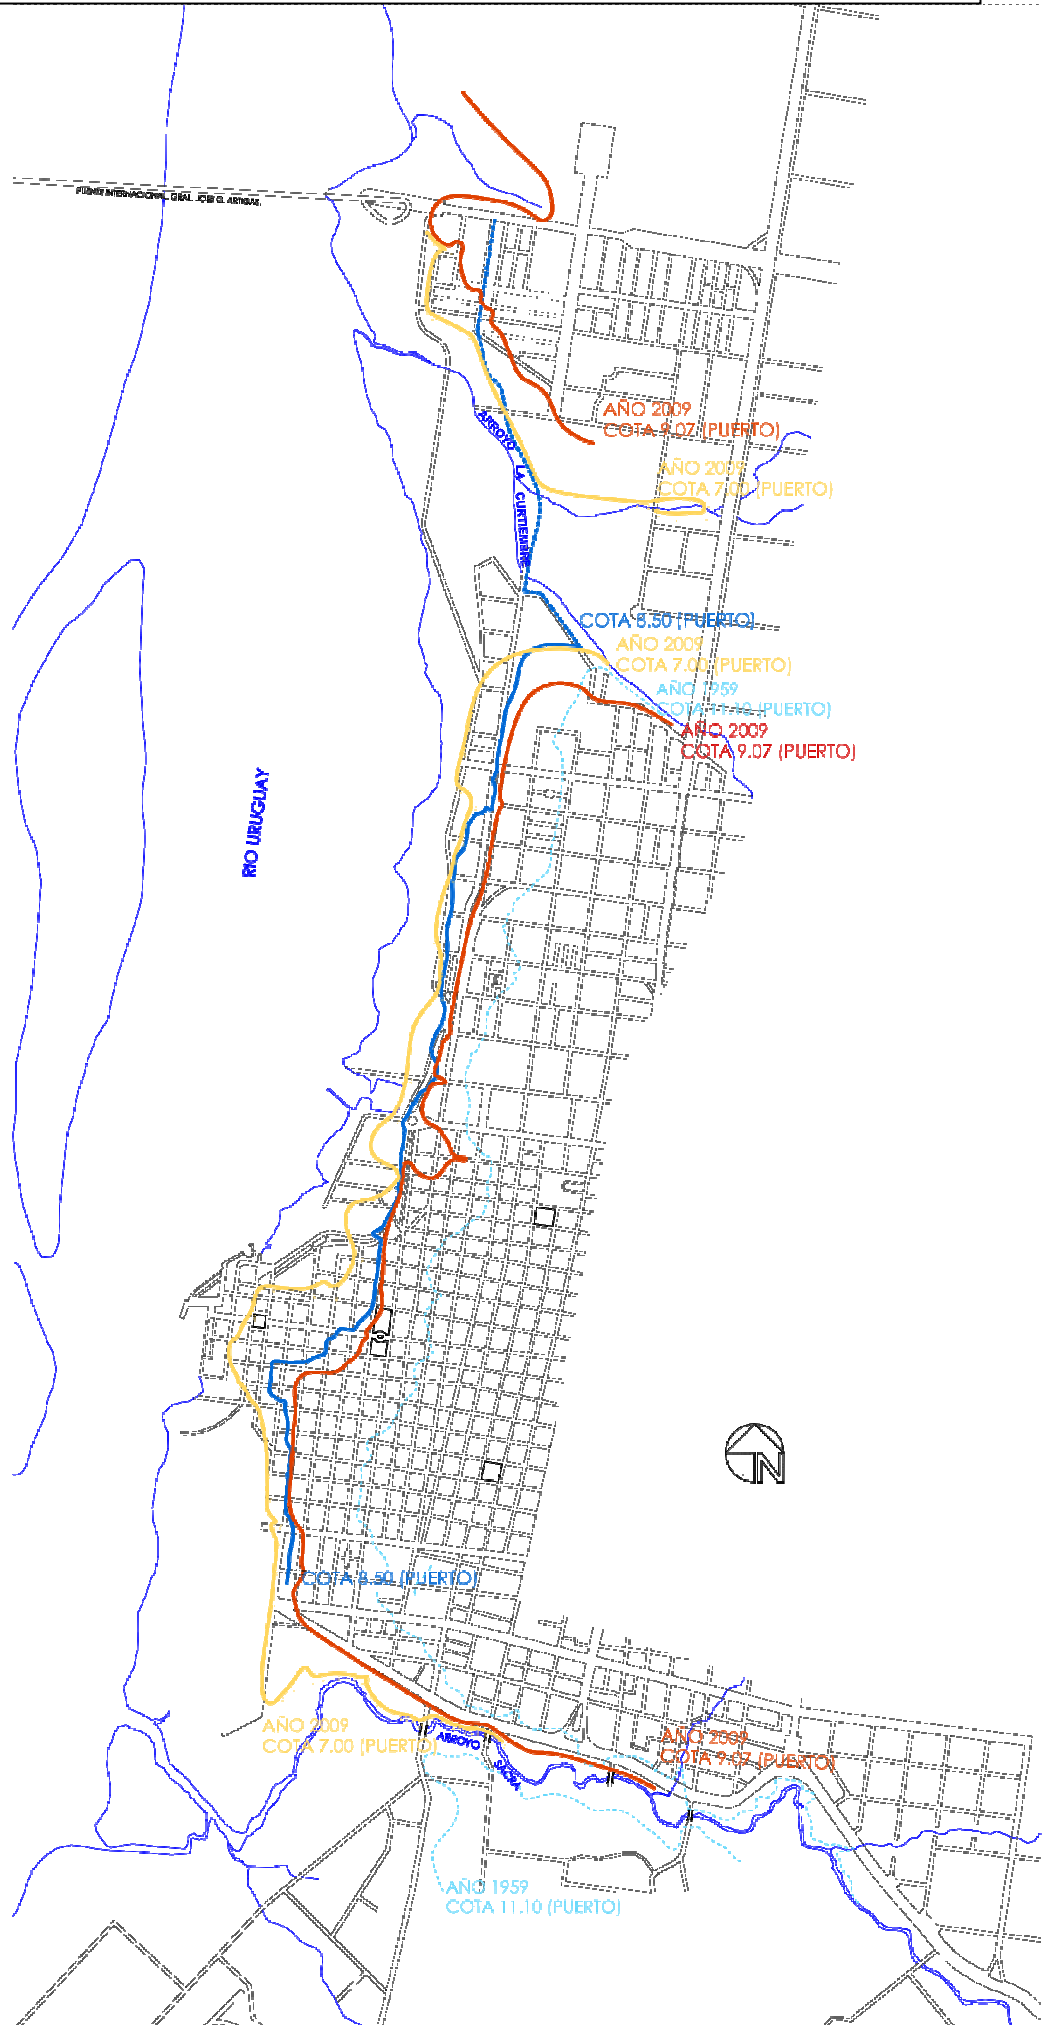 PUENTE INTERNACIONAL GRAL. JOSE G. ARTIGAS.
AÑO 2009
COTA 9.07 (PUERTO)
ARROYO LA CURTIEMBRE
AÑO 2009
COTA 7.00 (PUERTO)
COTA 8.50 (PUERTO)
AÑO 2009
COTA 7.00 (PUERTO)
AÑO 1959
COTA 11.10 (PUERTO)
AÑO 2009
COTA 9.07 (PUERTO)
RIO URUGUAY
N
COTA 8.50 (PUERTO)
AÑO 2009
COTA 7.00 (PUERTO)
ARROYO
SACRA
AÑO 2009
COTA 9.07 (PUERTO)
AÑO 1959
COTA 11.10 (PUERTO)